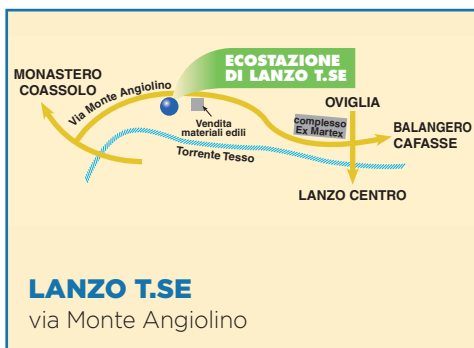 ECOSTAZIONE
DI LANZO T.SE
MONASTERO
COASSOLO
Via Monte Angiolino
OVIGLIA
Vendita
materiali edili
complesso
Ex Martex
BALANGERO
CAFASSE
Torrente Tesso
LANZO CENTRO
LANZO T.SE
via Monte Angiolino